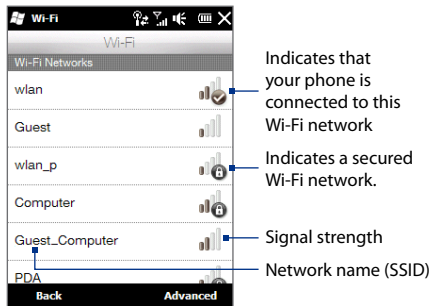 Wi-Fi
Wi-Fi
Wi-Fi Networks
wlan
Guest
wlan_p
Computer
Guest_Computer
PDA
Back
Advanced
Indicates that
your phone is
connected to this
Wi-Fi network
Indicates a secured
Wi-Fi network.
Signal strength
Network name (SSID)